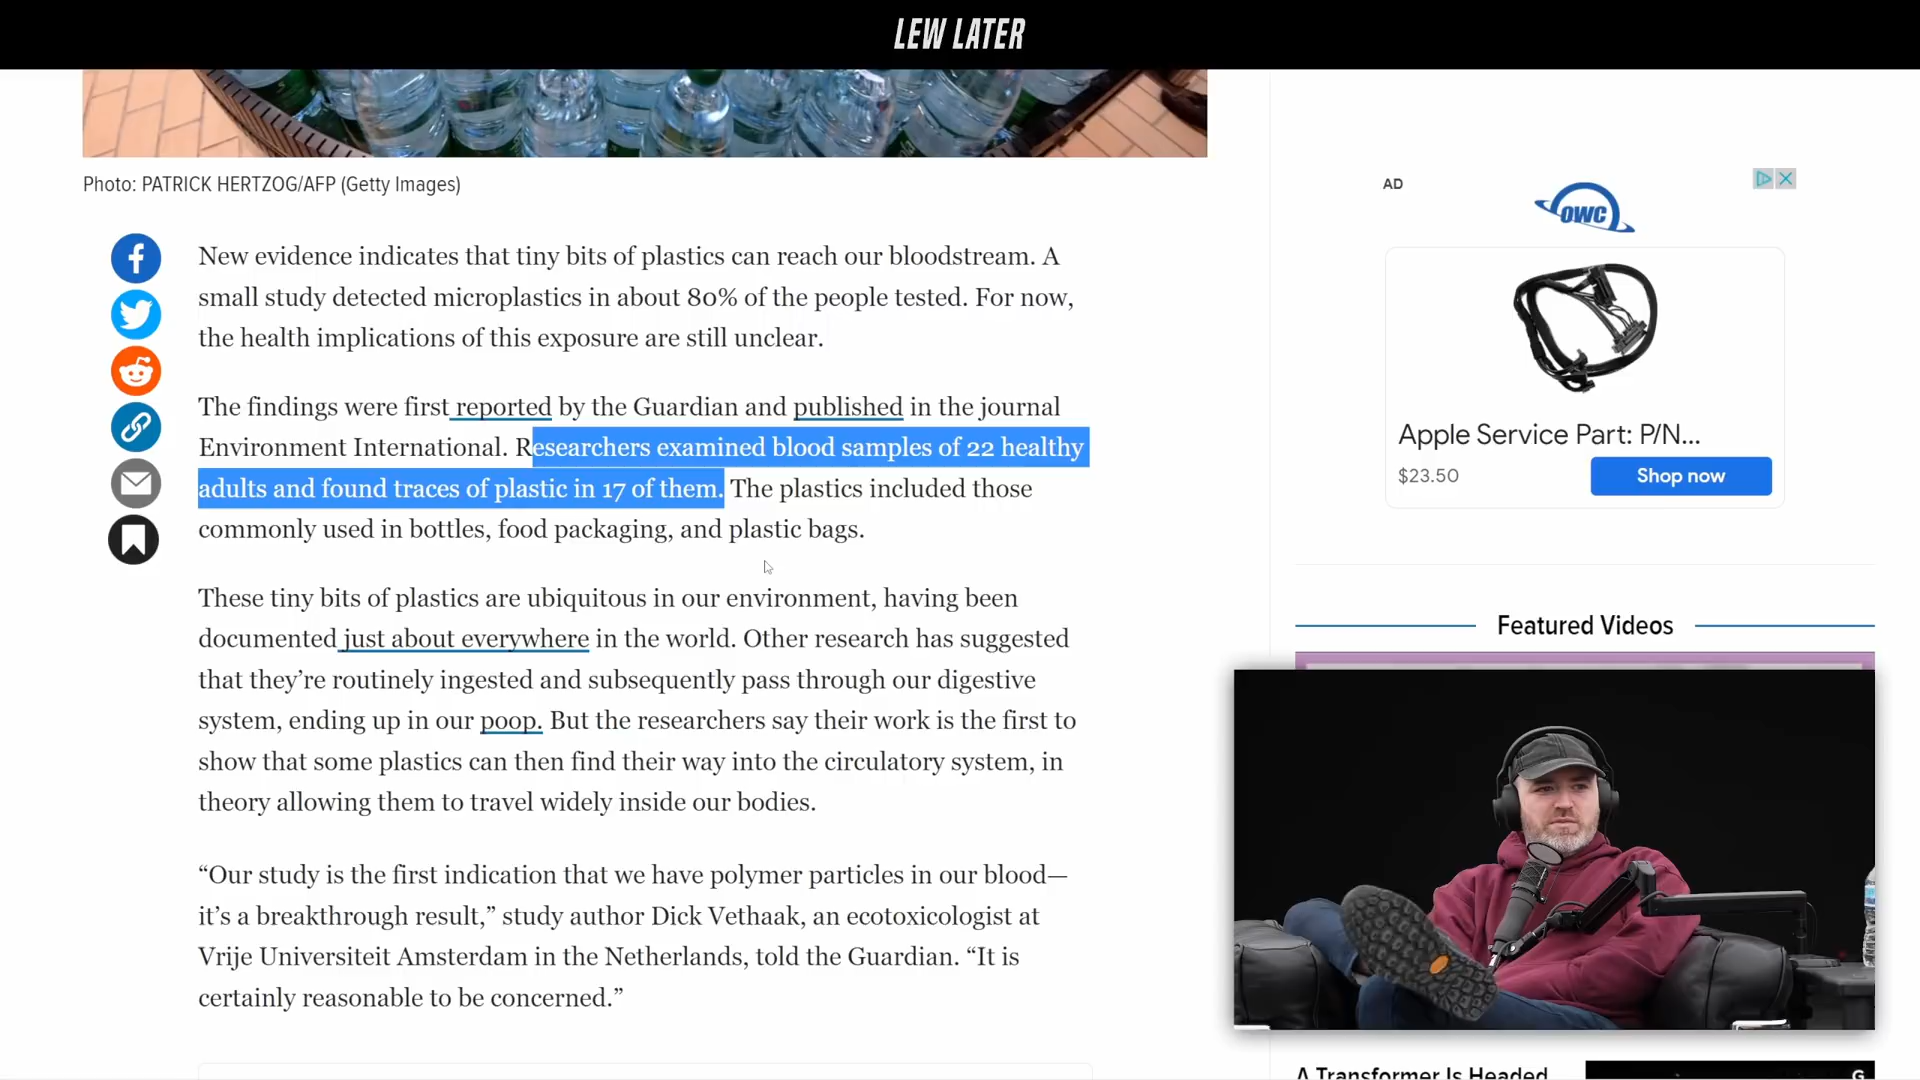 LEW LATER
Photo: PATRICK HERTZOG/AFP (Getty Images)
New evidence indicates that tiny bits of plastics can reach our bloodstream. A
small study detected microplastics in about 80% of the people tested. For now,
the health implications of this exposure are still unclear.
The findings were first reported by the Guardian and published in the journal
Environment International. Researchers examined blood samples of 22 healthy
adults and found traces of plastic in 17 of them. The plastics included those
commonly used in bottles, food packaging, and plastic bags.
These tiny bits of plastics are ubiquitous in our environment, having been
documented just about everywhere in the world. Other research has suggested
that they’re routinely ingested and subsequently pass through our digestive
system, ending up in our poop. But the researchers say their work is the first to
show that some plastics can then find their way into the circulatory system, in
theory allowing them to travel widely inside our bodies.
“Our study is the first indication that we have polymer particles in our blood—
it’s a breakthrough result,” study author Dick Vethaak, an ecotoxicologist at
Vrije Universiteit Amsterdam in the Netherlands, told the Guardian. “It is
certainly reasonable to be concerned.”
AD
OWC
Apple Service Part: P/N...
$23.50
Shop now
Featured Videos
A Transformer Is Headed
G